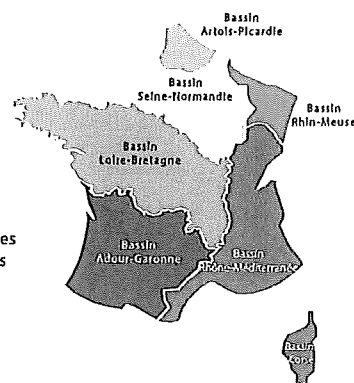 Bassin
Artois-Picardie
Bassin
Seine-Normandie
Bassin
Rhin-Meuse
Bassin
Loire-Bretagne
es
s
Bassin
Adour-Garonne
Bassin
Rhône-Méditerranée
Bassin
Corse